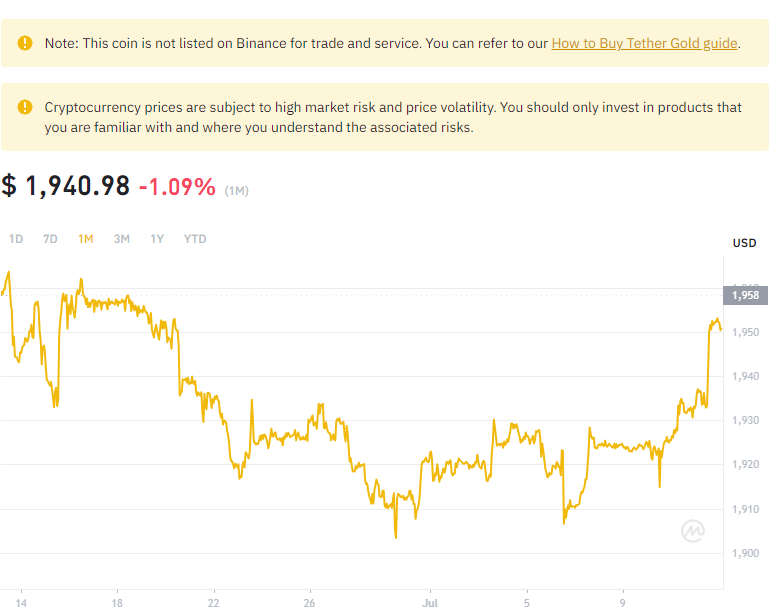 Note: This coin is not listed on Binance for trade and service. You can refer to our How to Buy Tether Gold guide.
Cryptocurrency prices are subject to high market risk and price volatility. You should only invest in products that
you are familiar with and where you understand the associated risks.
$ 1,940.98 -1.09% (1M)
1D 7D 1M 3M 1Y YTD
USD
1,958
1,950
1,940
1,930
1,920
1,910
1,900
14 18 22 26 Jul 5 9